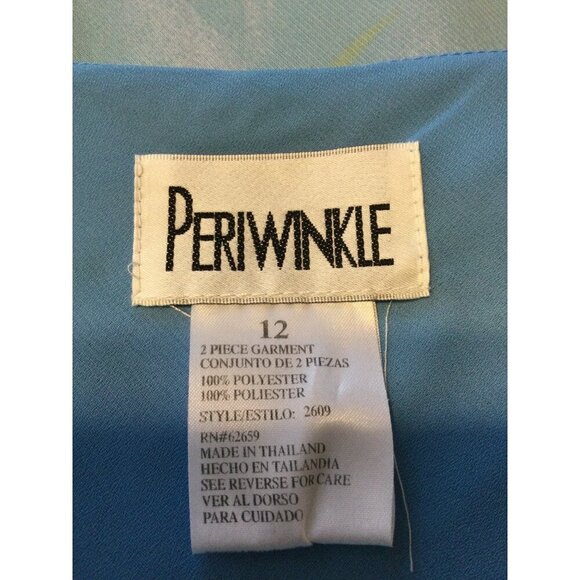 PERIWINKLE
12
2 PIECE GARMENT
CONJUNTO DE 2 PIEZAS
100% POLYESTER
100% POLIESTER
STYLE/ESTILO: 2609
RN#62659
MADE IN THAILAND
HECHO EN TAILANDIA
SEE REVERSE FOR CARE
VER AL DORSO
PARA CUIDADO